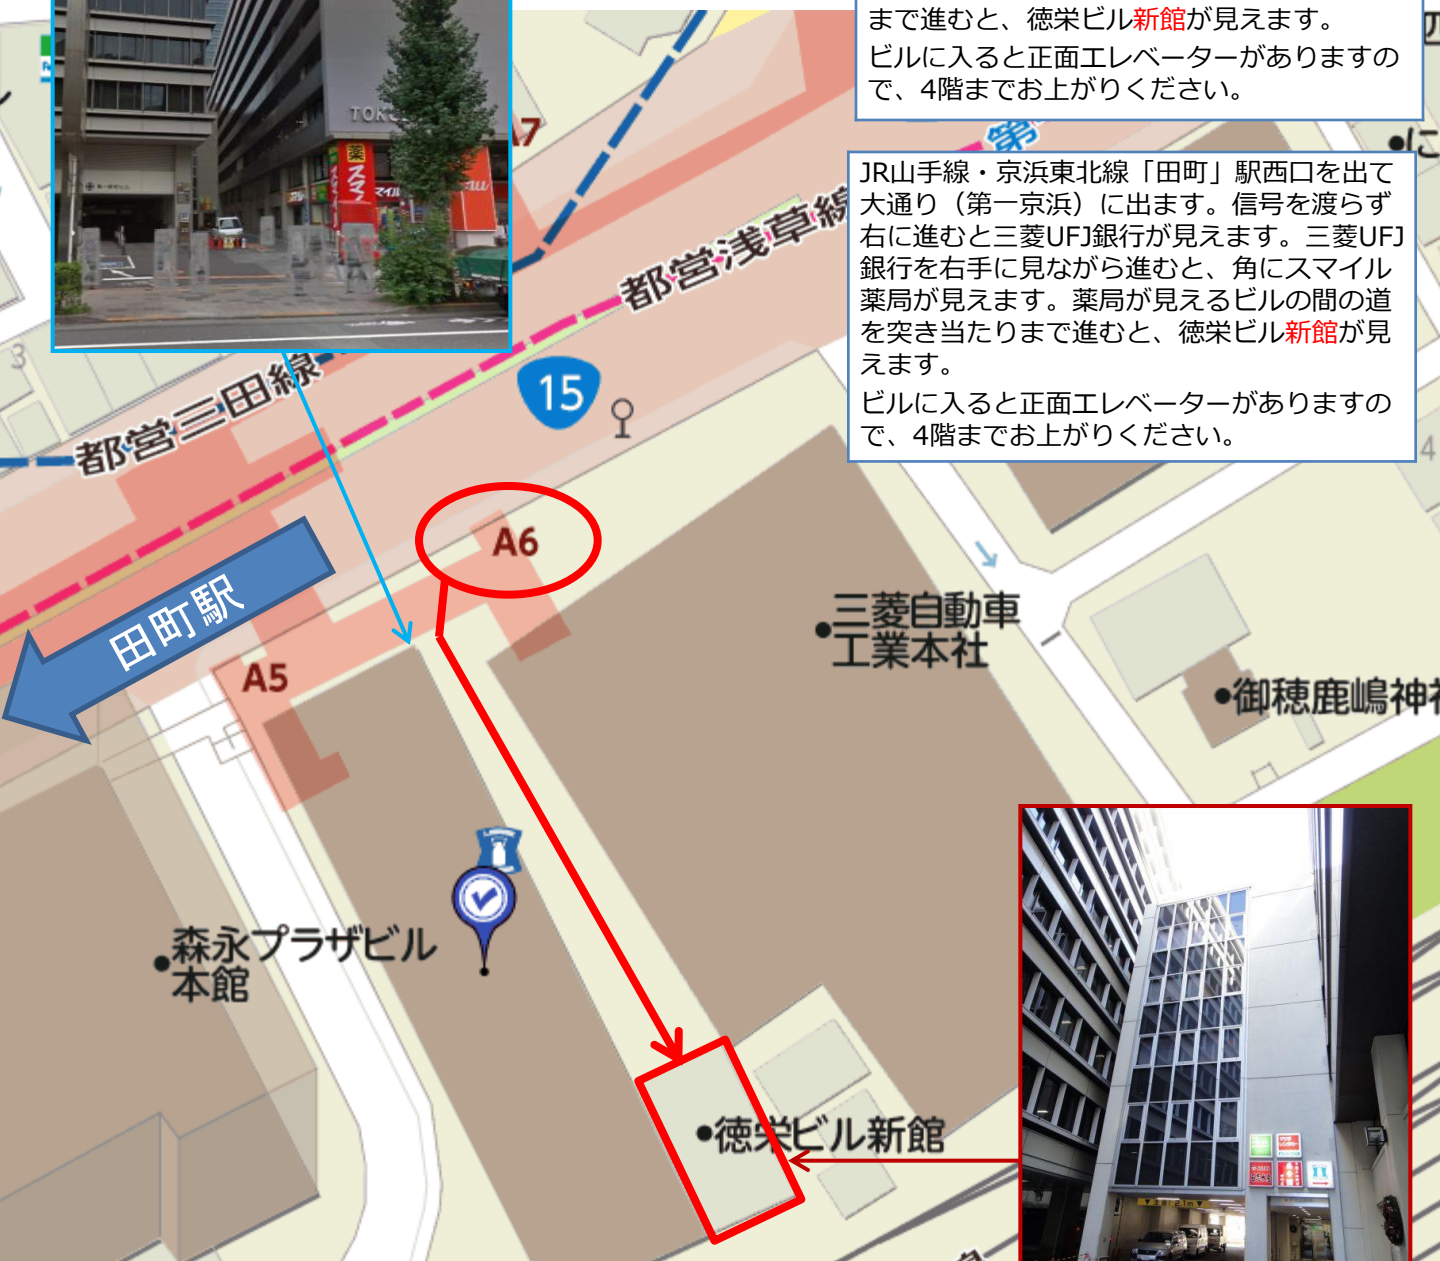 まで進むと、徳栄ビル新館が見えます。
ビルに入ると正面エレベーターがありますの
で、4階までお上がりください。
JR山手線・京浜東北線「田町」駅西口を出て
大通り（第一京浜）に出ます。信号を渡らず
右に進むと三菱UFJ銀行が見えます。三菱UFJ
銀行を右手に見ながら進むと、角にスマイル
薬局が見えます。薬局が見えるビルの間の道
を突き当たりまで進むと、徳栄ビル新館が見
えます。
ビルに入ると正面エレベーターがありますの
で、4階までお上がりください。
TOK
薬
スマイル
A7
第
に
3
都営浅草線
都営三田線
15
4
A6
田町駅
A5
三菱自動車
工業本社
御穂鹿嶋神社
森永プラザビル
本館
徳栄ビル新館